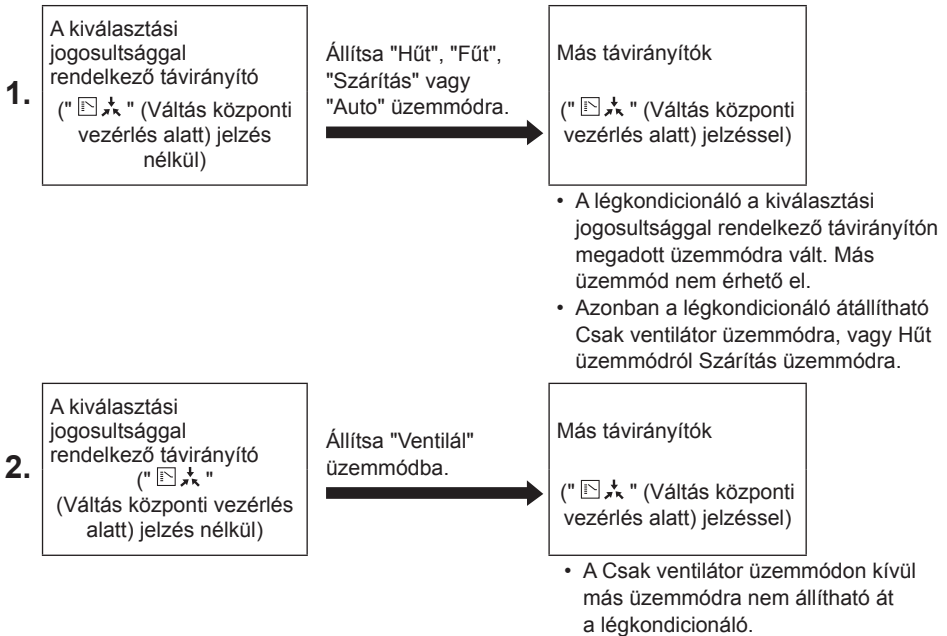 1.
A kiválasztási
jogosultsággal
rendelkező távirányító
(" " (Váltás központi
vezérlés alatt) jelzés
nélkül)
Állítsa "Hűt", "Fűt",
"Szárítás" vagy
"Auto" üzemmódra.
Más távirányítók
(" " (Váltás központi
vezérlés alatt) jelzéssel)
• A légkondicionáló a kiválasztási
jogosultsággal rendelkező távirányítón
megadott üzemmódra vált. Más
üzemmód nem érhető el.
• Azonban a légkondicionáló átállítható
Csak ventilátor üzemmódra, vagy Hűt
üzemmódról Szárítás üzemmódra.
2.
A kiválasztási
jogosultsággal
rendelkező távirányító
(" "
(Váltás központi vezérlés
alatt) jelzés nélkül)
Állítsa "Ventilál"
üzemmódba.
Más távirányítók
(" " (Váltás központi
vezérlés alatt) jelzéssel)
• A Csak ventilátor üzemmódon kívül
más üzemmódra nem állítható át
a légkondicionáló.